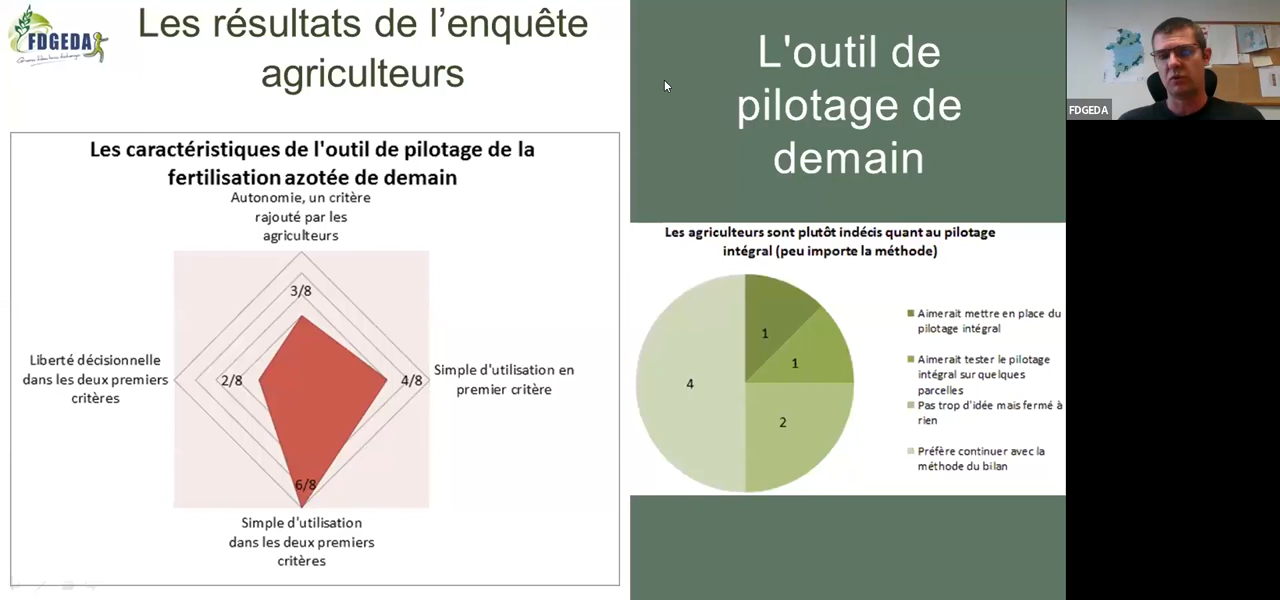 FDGEDA
Les résultats de l’enquête
agriculteurs
Les caractéristiques de l'outil de pilotage de la
fertilisation azotée de demain
Autonomie, un critère
rajouté par les
agriculteurs
3/8
Liberté décisionnelle
dans les deux premiers
critères
2/8
4/8
Simple d'utilisation en
premier critère
6/8
Simple d'utilisation
dans les deux premiers
critères
L'outil de
pilotage de
demain
Les agriculteurs sont plutôt indécis quant au pilotage
intégral (peu importe la méthode)
1
1
2
4
Aimerait mettre en place du
pilotage intégral
Aimerait tester le pilotage
intégral sur quelques
parcelles
Pas trop d'idée mais fermé à
rien
Préfère continuer avec la
méthode du bilan
FDGEDA